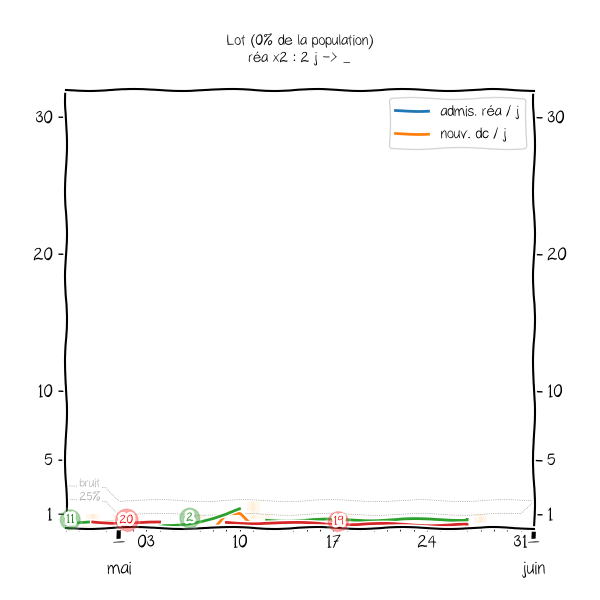 Lot (0% de la population)
réa x2 : 2 j -> _
admis. réa / j
nouv. dc / j
30 30
20 20
10 10
5 5
bruit
25%
1 1
11 20 2 19
03 10 17 24 31
mai juin